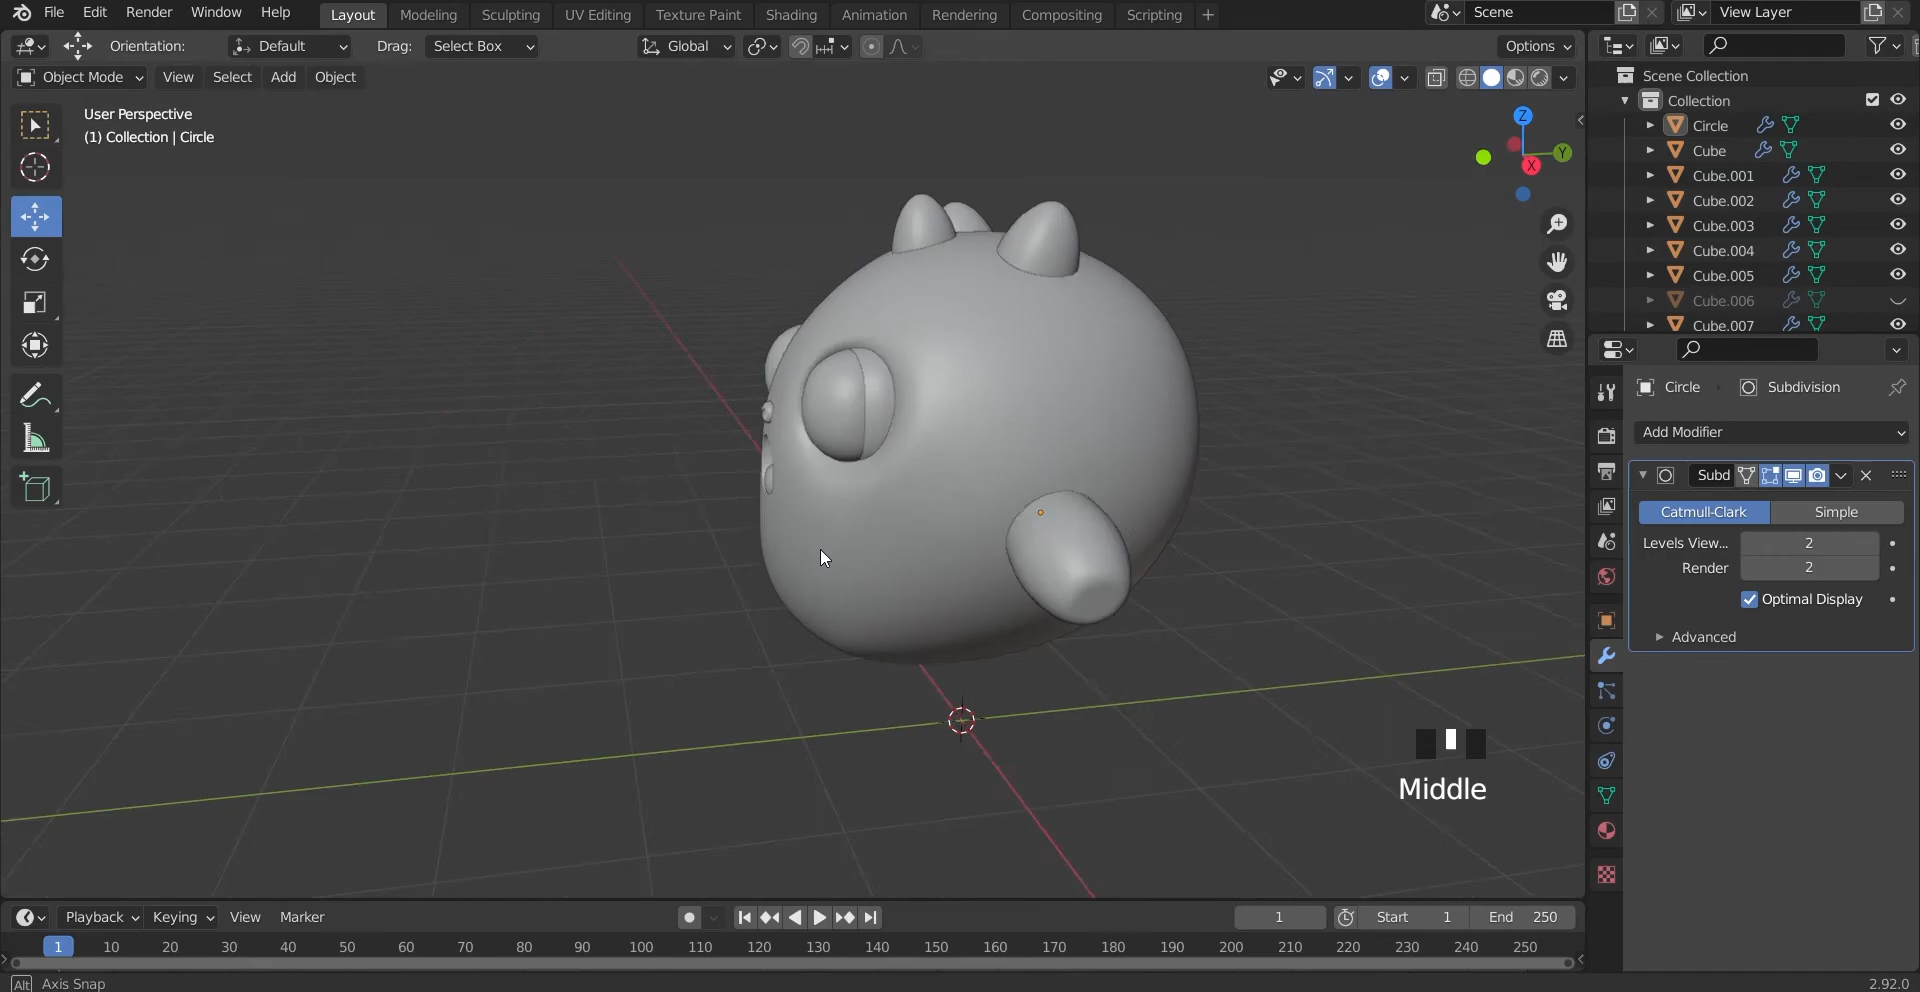 File Edit Render Window Help Layout Modeling Sculpting UV Editing Texture Paint Shading Animation Rendering Compositing Scripting + Scene View Layer
Orientation: Default Drag: Select Box Global Options
Object Mode View Select Add Object
User Perspective
(1) Collection | Circle
Z
Y
X
Scene Collection
Collection
Circle
Cube
Cube.001
Cube.002
Cube.003
Cube.004
Cube.005
Cube.006
Cube.007
Circle Subdivision
Add Modifier
Subd
Catmull-Clark Simple
Levels View... 2
Render 2
Optimal Display
Advanced
Middle
Playback Keying View Marker 1 Start 1 End 250
1 10 20 30 40 50 60 70 80 90 100 110 120 130 140 150 160 170 180 190 200 210 220 230 240 250
Alt Axis Snap 2.92.0